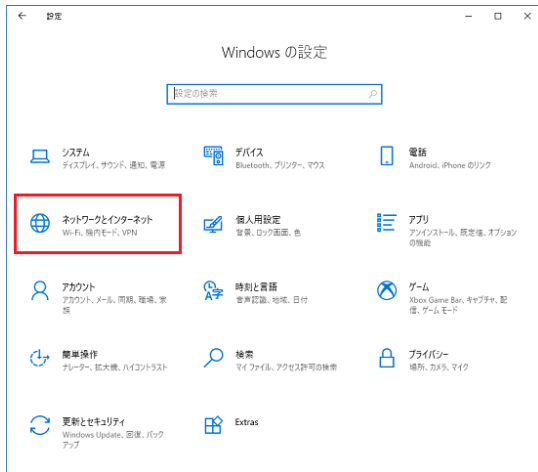 設定
Windows の設定
設定の検索
システム
ディスプレイ、サウンド、通知、電源
デバイス
Bluetooth、プリンター、マウス
電話
Android、iPhone のリンク
ネットワークとインターネット
Wi-Fi、機内モード、VPN
個人用設定
背景、ロック画面、色
アプリ
アンインストール、既定値、オプション
の機能
アカウント
アカウント、メール、同期、職場、家
族
時刻と言語
音声認識、地域、日付
ゲーム
Xbox Game Bar、キャプチャ、配
信、ゲーム モード
簡単操作
ナレーター、拡大鏡、ハイコントラスト
検索
マイ ファイル、アクセス許可の検索
プライバシー
場所、カメラ、マイク
更新とセキュリティ
Windows Update、回復、バック
アップ
Extras